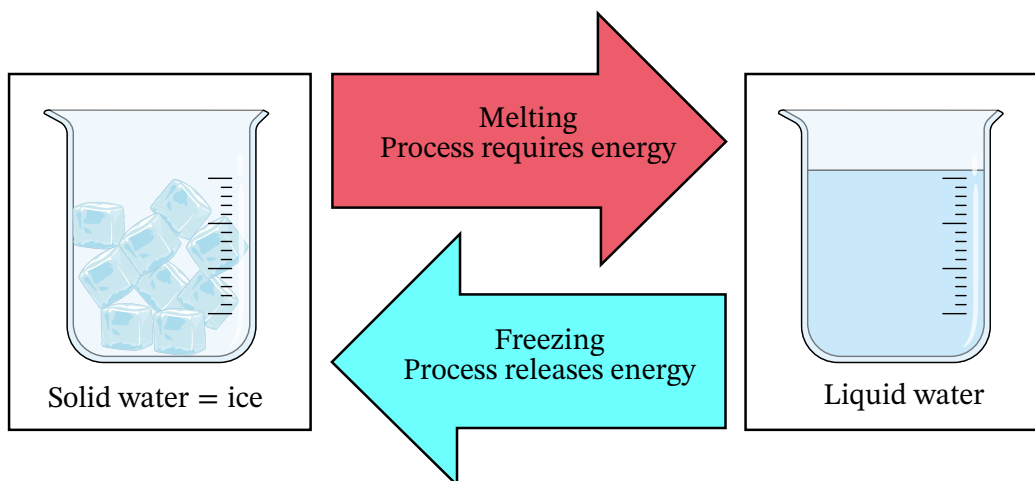 Melting
Process requires energy
Freezing
Process releases energy
Solid water = ice
Liquid water